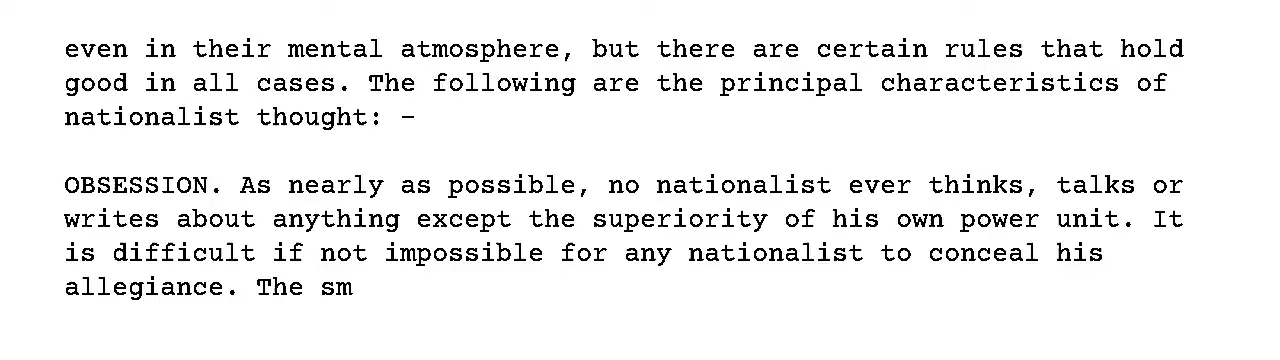 even in their mental atmosphere, but there are certain rules that hold
good in all cases. The following are the principal characteristics of
nationalist thought: -
OBSESSION. As nearly as possible, no nationalist ever thinks, talks or
writes about anything except the superiority of his own power unit. It
is difficult if not impossible for any nationalist to conceal his
allegiance. The sm